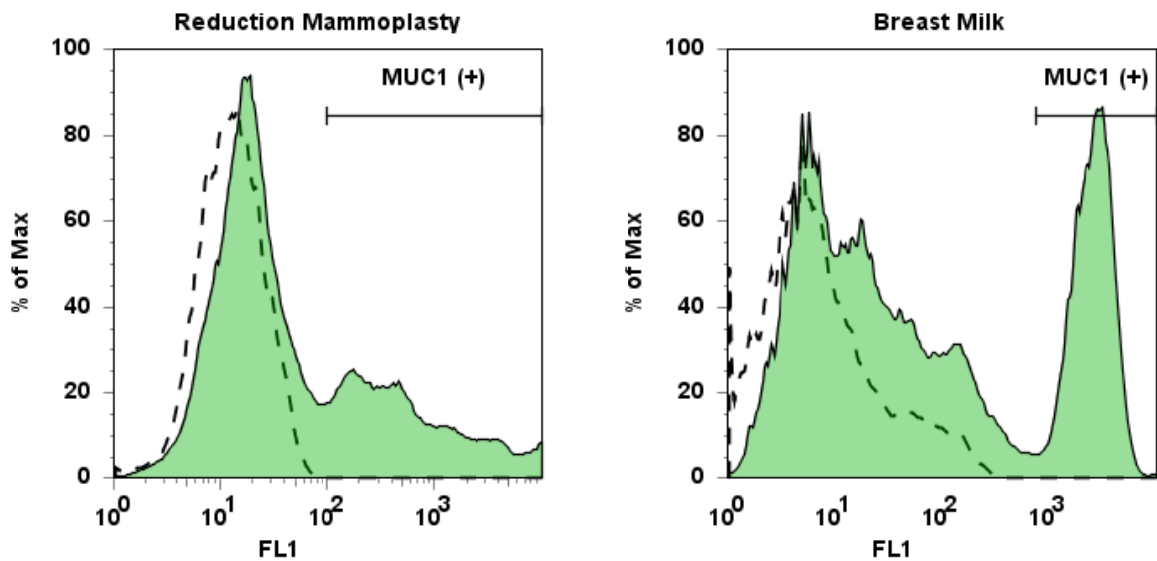 Reduction Mammoplasty
100
80
60
40
20
0
% of Max
MUC1 (+)
10^0
10^1
10^2
10^3
FL1
Breast Milk
100
80
60
40
20
0
% of Max
MUC1 (+)
10^0
10^1
10^2
10^3
FL1